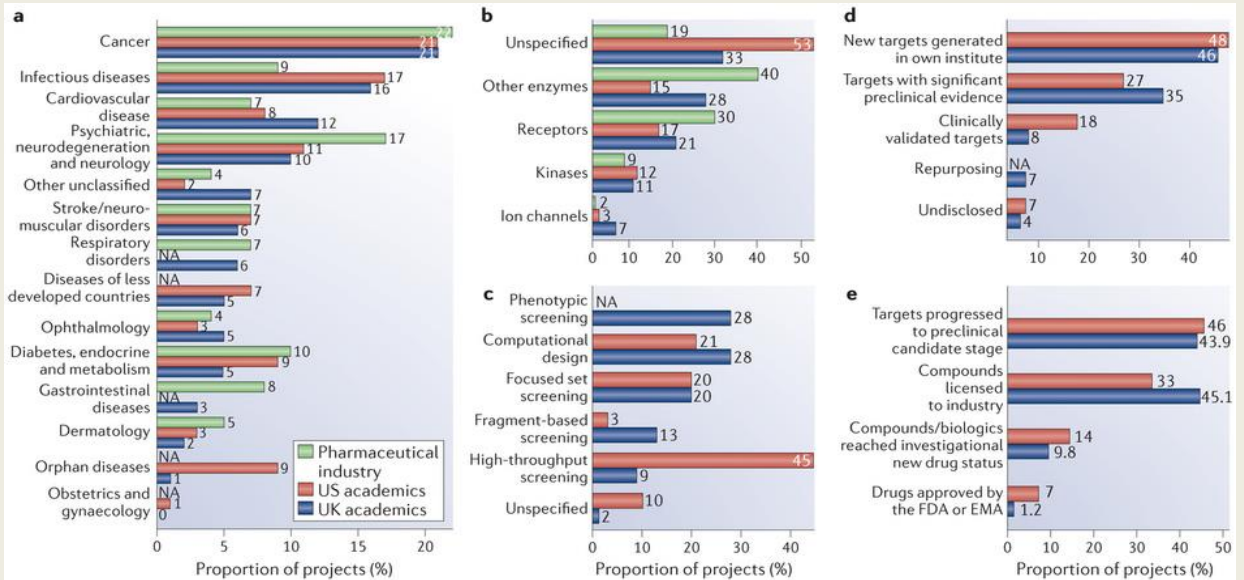 a
Cancer
22
21
21
Infectious diseases
9
17
16
Cardiovascular
disease
7
8
12
Psychiatric,
neurodegeneration
and neurology
17
11
10
Other unclassified
4
2
7
Stroke/neuro-
muscular disorders
7
7
6
Respiratory
disorders
7
NA
6
Diseases of less
developed countries
NA
7
5
Ophthalmology
4
3
5
Diabetes, endocrine
and metabolism
10
9
5
Gastrointestinal
diseases
8
NA
3
Dermatology
5
3
2
Orphan diseases
NA
9
1
Obstetrics and
gynaecology
NA
1
0
Pharmaceutical
industry
US academics
UK academics
0 5 10 15 20
Proportion of projects (%)
b
Unspecified
19
53
33
Other enzymes
40
15
28
Receptors
30
17
21
Kinases
9
12
11
Ion channels
2
3
7
0 10 20 30 40 50
c
Phenotypic
screening
NA
28
Computational
design
21
28
Focused set
screening
20
20
Fragment-based
screening
3
13
High-throughput
screening
45
9
Unspecified
10
2
0 10 20 30 40
Proportion of projects (%)
d
New targets generated
in own institute
48
46
Targets with significant
preclinical evidence
27
35
Clinically
validated targets
18
8
Repurposing
NA
7
Undisclosed
7
4
10 20 30 40
e
Targets progressed
to preclinical
candidate stage
46
43.9
Compounds
licensed
to industry
33
45.1
Compounds/biologics
reached investigational
new drug status
14
9.8
Drugs approved by
the FDA or EMA
7
1.2
0 10 20 30 40 50
Proportion of projects (%)